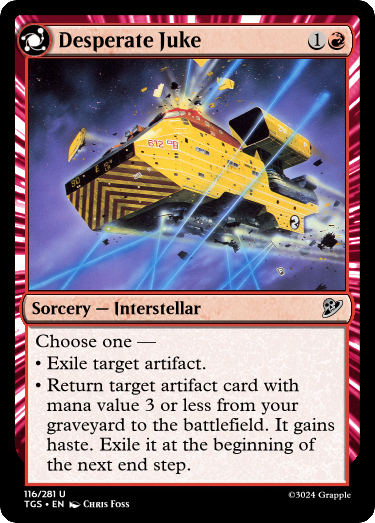 Desperate Juke 1
Sorcery — Interstellar
Choose one —
• Exile target artifact.
• Return target artifact card with
mana value 3 or less from your
graveyard to the battlefield. It gains
haste. Exile it at the beginning of
the next end step.
116/281 U
TGS • EN Chris Foss
©3024 Grapple